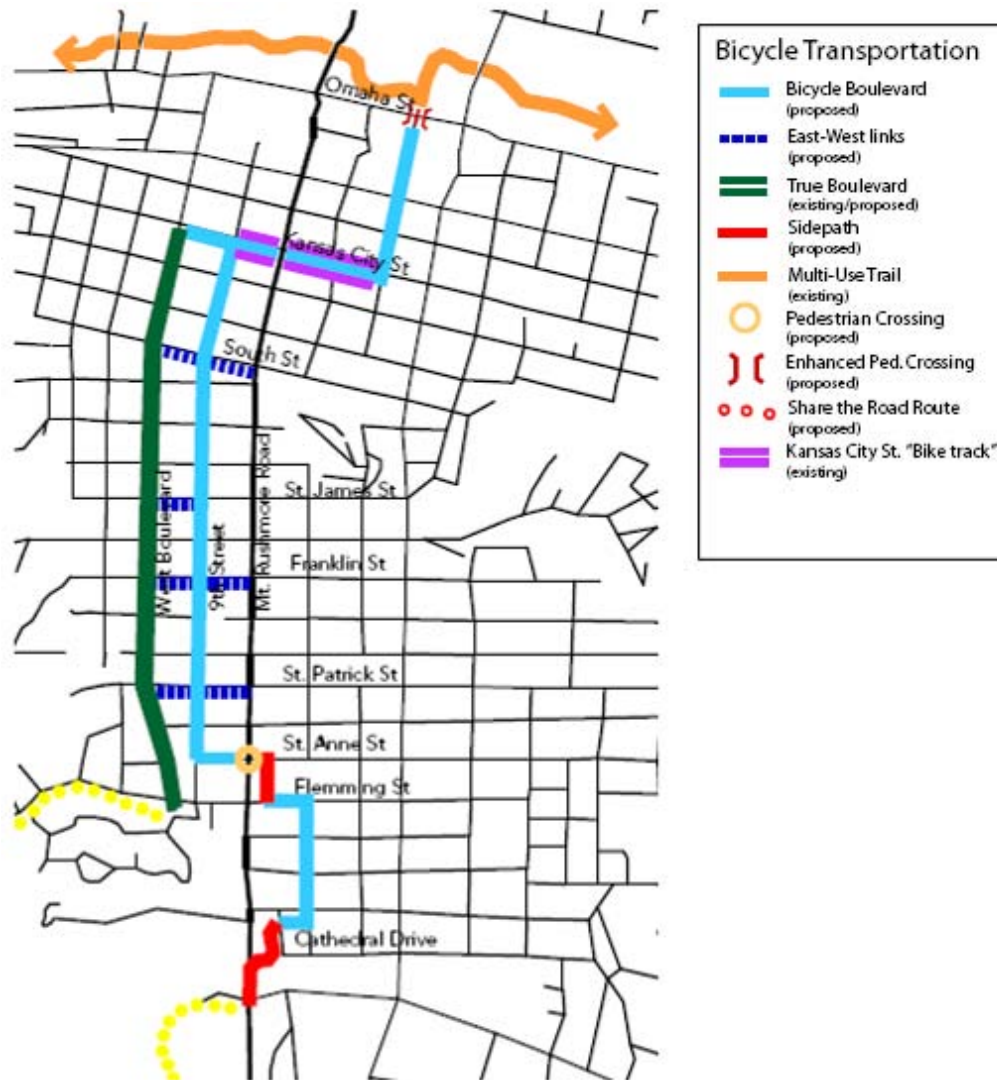 Omaha St
Kansas City St
South St
St. James St
West Boulevard
9th Street
Mt. Rushmore Road
Franklin St
St. Patrick St
St. Anne St
Flemming St
Cathedral Drive
Bicycle Transportation
Bicycle Boulevard
(proposed)
East-West links
(proposed)
True Boulevard
(existing/proposed)
Sidepath
(proposed)
Multi-Use Trail
(existing)
Pedestrian Crossing
(proposed)
Enhanced Ped. Crossing
(proposed)
Share the Road Route
(proposed)
Kansas City St. "Bike track"
(existing)